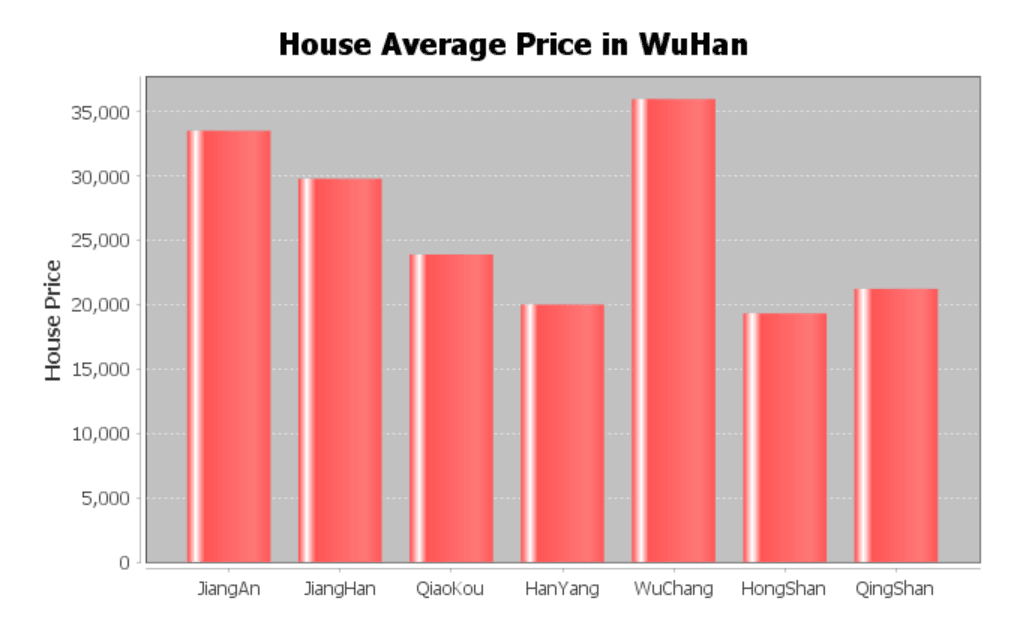 House Average Price in WuHan
House Price
35,000
30,000
25,000
20,000
15,000
10,000
5,000
0
JiangAn JiangHan QiaoKou HanYang WuChang HongShan QingShan